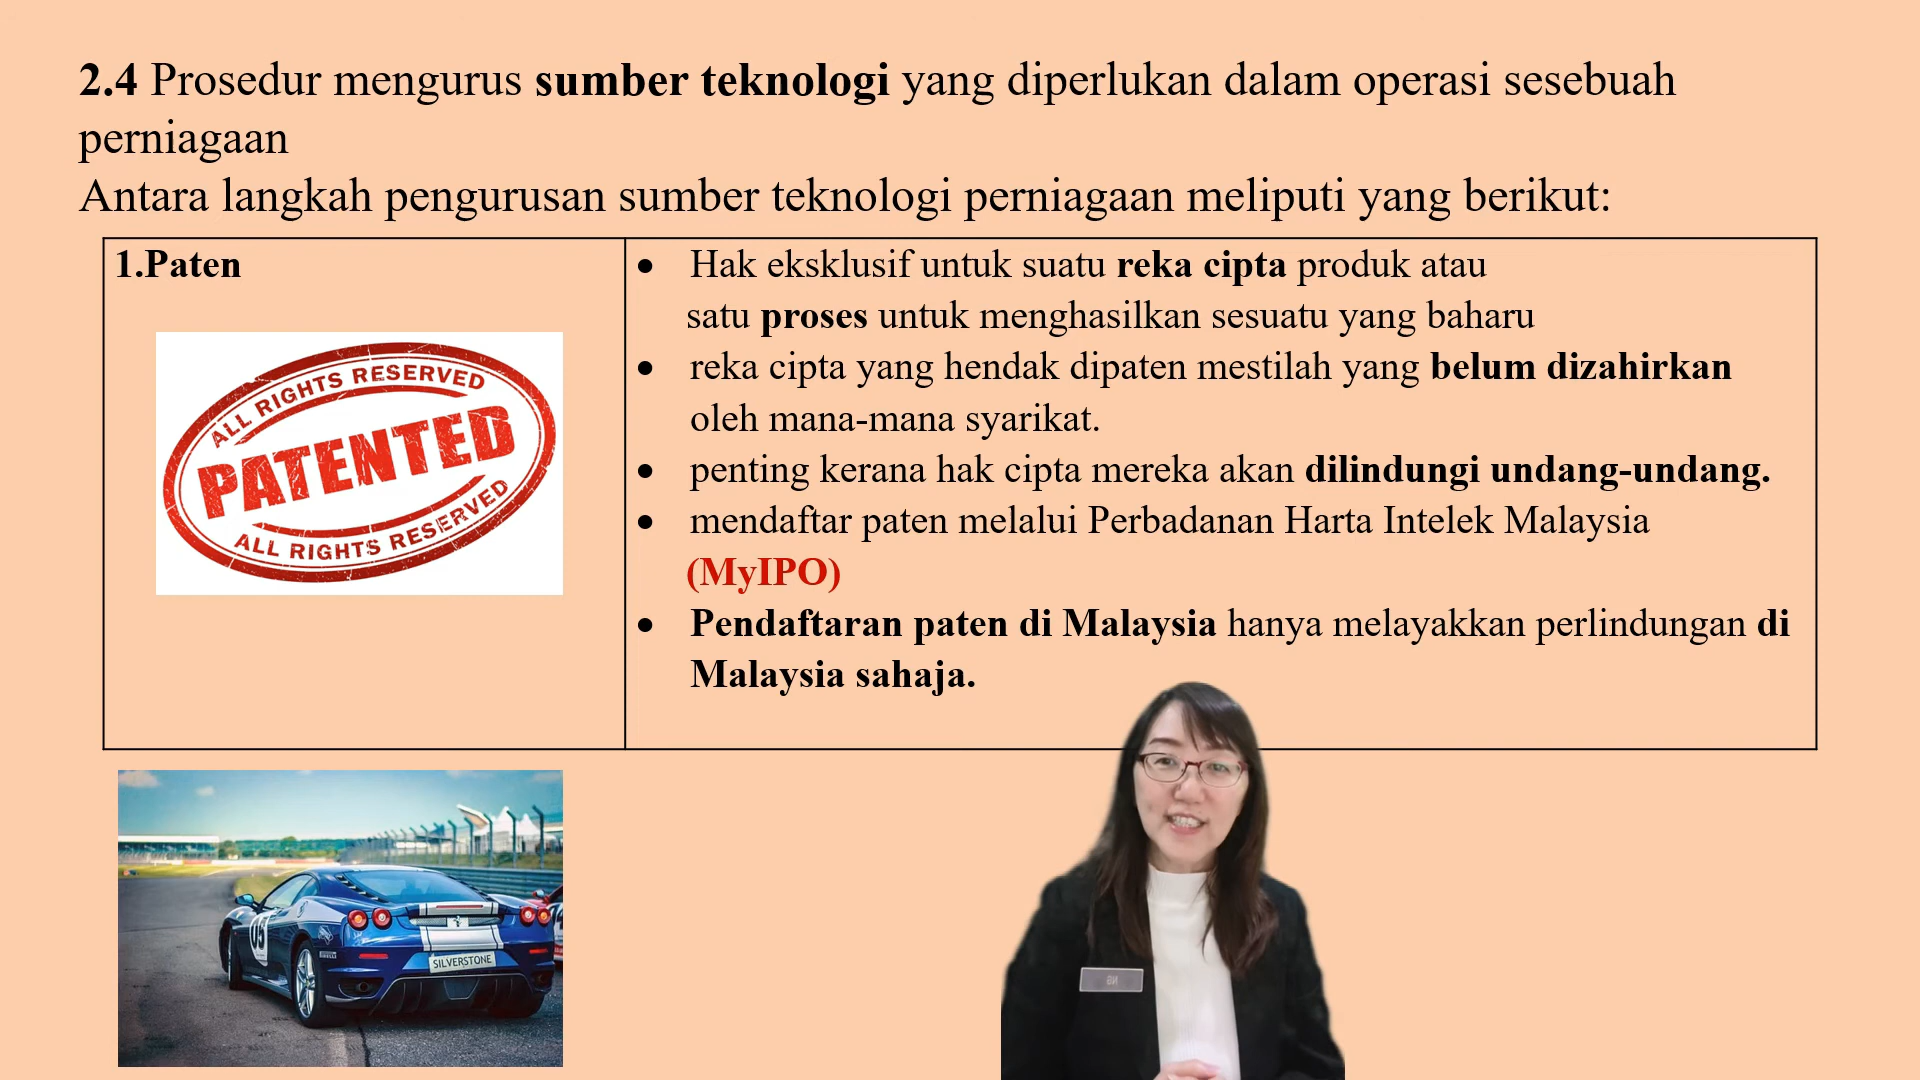 2.4 Prosedur mengurus sumber teknologi yang diperlukan dalam operasi sesebuah
perniagaan
Antara langkah pengurusan sumber teknologi perniagaan meliputi yang berikut:
1.Paten
ALL RIGHTS RESERVED
PATENTED
ALL RIGHTS RESERVED
• Hak eksklusif untuk suatu reka cipta produk atau
satu proses untuk menghasilkan sesuatu yang baharu
• reka cipta yang hendak dipaten mestilah yang belum dizahirkan
oleh mana-mana syarikat.
• penting kerana hak cipta mereka akan dilindungi undang-undang.
• mendaftar paten melalui Perbadanan Harta Intelek Malaysia
(MyIPO)
• Pendaftaran paten di Malaysia hanya melayakkan perlindungan di
Malaysia sahaja.
05
SILVERSTONE